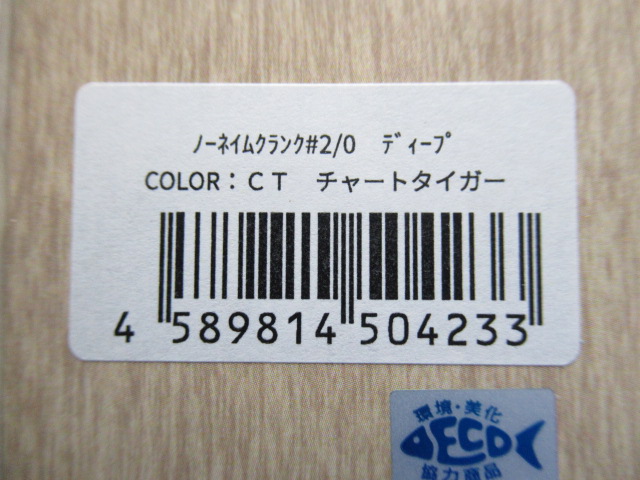 ﾉｰﾈｲﾑｸﾗﾝｸ#2/0　ﾃﾞｨｰﾌﾟ
COLOR：ＣＴ　チャートタイガー
4 589814 504233
環境・美化
ECO
協力商品